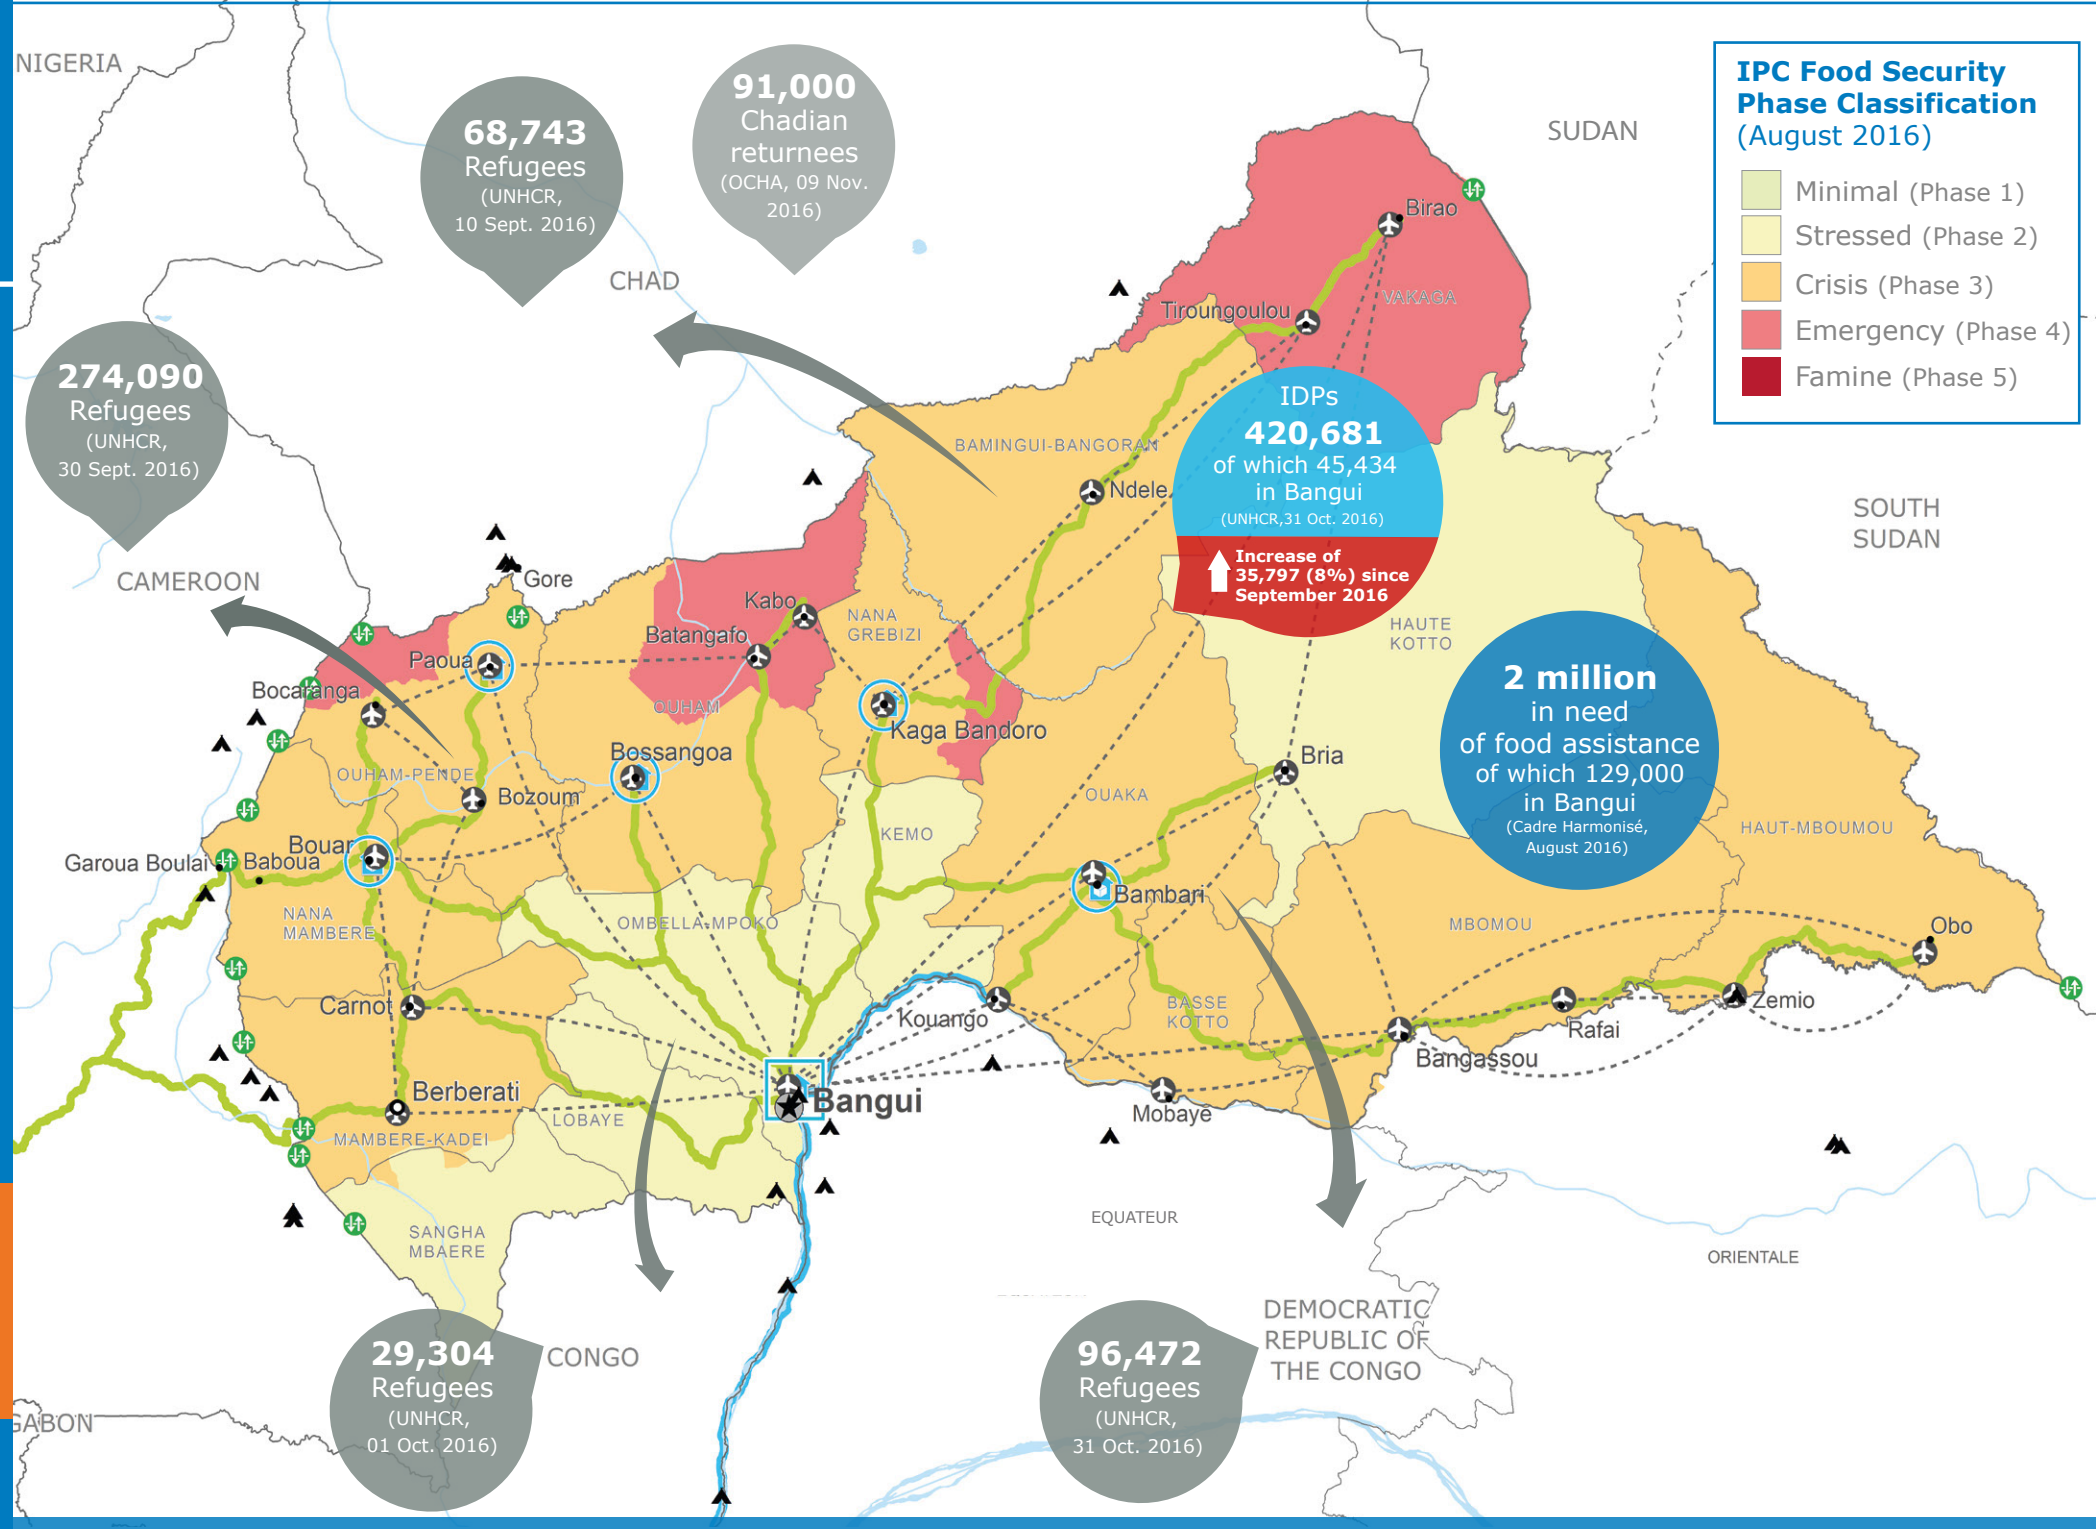 NIGERIA
68,743
Refugees
(UNHCR,
10 Sept. 2016)
91,000
Chadian
returnees
(OCHA, 09 Nov.
2016)
SUDAN
IPC Food Security
Phase Classification
(August 2016)
Minimal (Phase 1)
Stressed (Phase 2)
Crisis (Phase 3)
Emergency (Phase 4)
Famine (Phase 5)
Birao
CHAD
VAKAGA
Tiroungoulou
274,090
Refugees
(UNHCR,
30 Sept. 2016)
IDPs
420,681
of which 45,434
in Bangui
(UNHCR,31 Oct. 2016)
Increase of
35,797 (8%) since
September 2016
BAMINGUI-BANGORAN
Ndele
SOUTH
SUDAN
CAMEROON
Gore
Kabo
NANA
GREBIZI
Batangafo
HAUTE
KOTTO
Paoua
Bocaranga
OUHAM
Kaga Bandoro
2 million
in need
of food assistance
of which 129,000
in Bangui
(Cadre Harmonisé,
August 2016)
Bossangoa
Bria
OUHAM-PENDE
Bozoum
OUAKA
KEMO
HAUT-MBOUMOU
Bouar
Garoua Boulai
Baboua
Bambari
NANA
MAMBERE
OMBELLA-MPOKO
MBOMOU
Obo
Carnot
Kouango
BASSE
KOTTO
Zemio
Rafai
Bangassou
Berberati
Bangui
Mobaye
LOBAYE
MAMBERE-KADEI
SANGHA
MBAERE
EQUATEUR
ORIENTALE
DEMOCRATIC
REPUBLIC OF
THE CONGO
29,304
Refugees
(UNHCR,
01 Oct. 2016)
CONGO
96,472
Refugees
(UNHCR,
31 Oct. 2016)
GABON